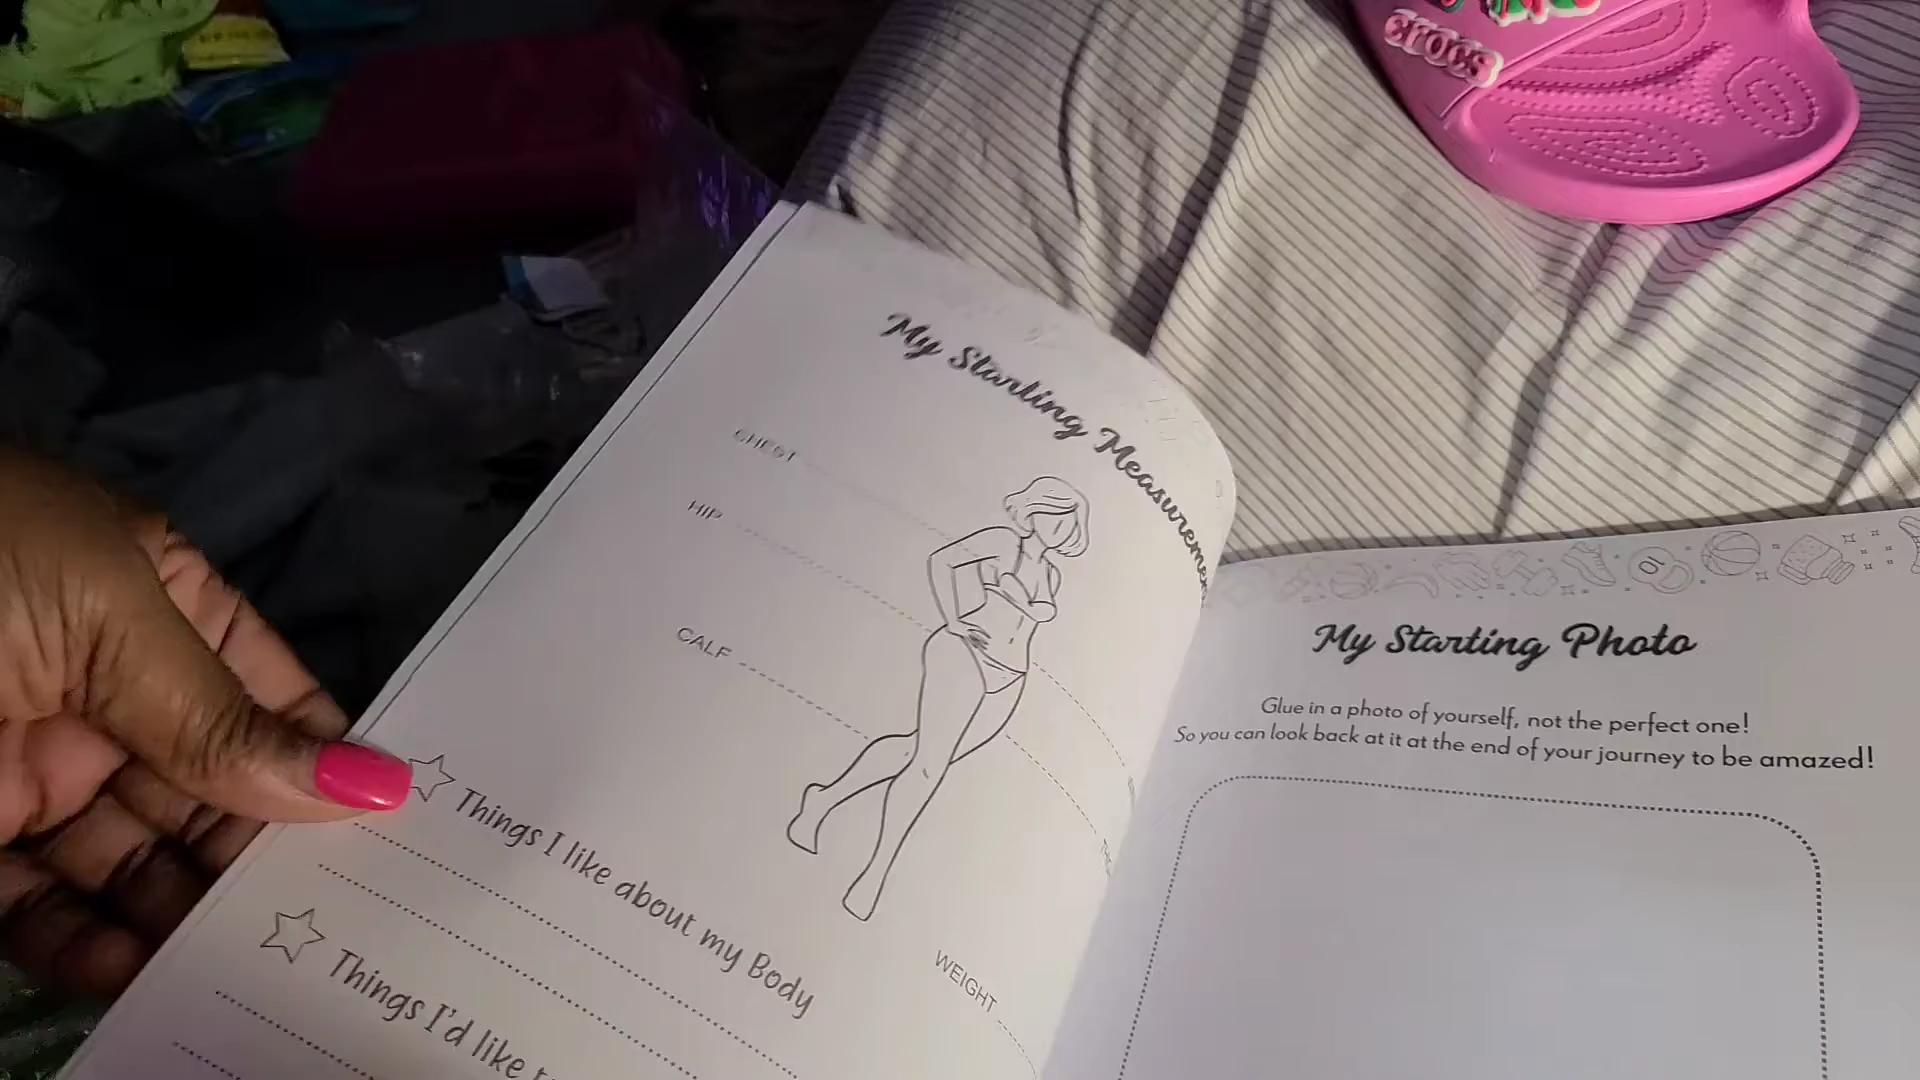 crocs
My Starting Measuremen
CHEST
HIP
CALF
Things I like about my Body
Things I'd like
WEIGHT
My Starting Photo
Glue in a photo of yourself, not the perfect one!
So you can look back at it at the end of your journey to be amazed!